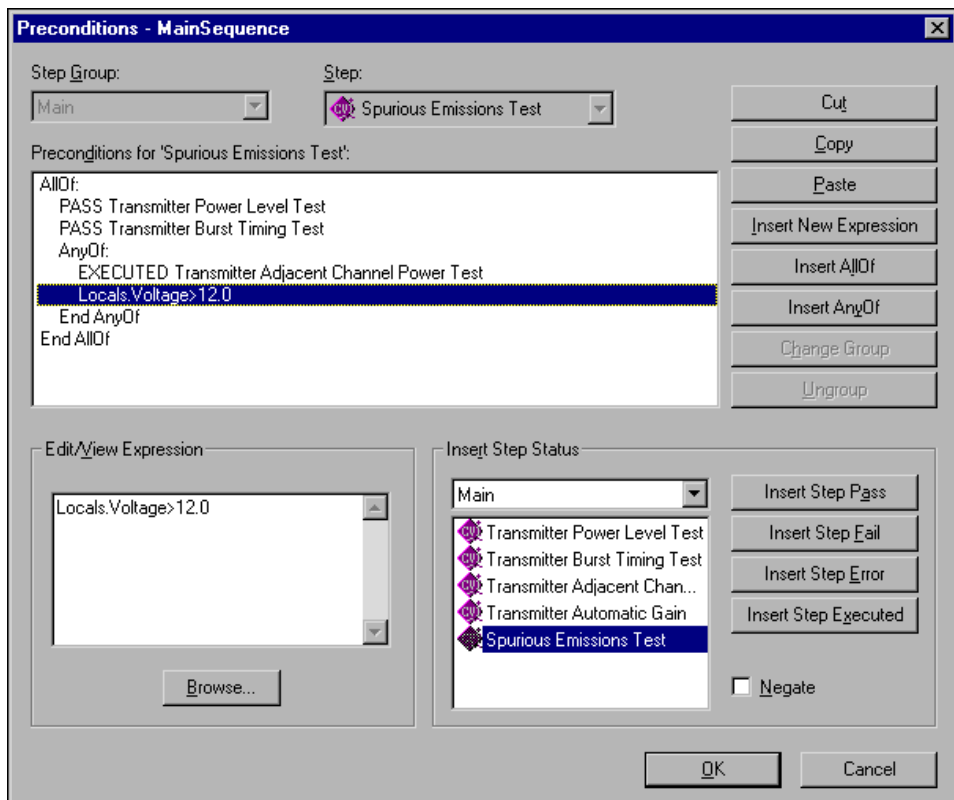 Preconditions - MainSequence
Step Group:
Step:
Main
CVI Spurious Emissions Test
Preconditions for 'Spurious Emissions Test':
AllOf:
PASS Transmitter Power Level Test
PASS Transmitter Burst Timing Test
AnyOf:
EXECUTED Transmitter Adjacent Channel Power Test
Locals.Voltage>12.0
End AnyOf
End AllOf
Cut
Copy
Paste
Insert New Expression
Insert AllOf
Insert AnyOf
Change Group
Ungroup
Edit/View Expression
Locals.Voltage>12.0
Browse...
Insert Step Status
Main
CVI Transmitter Power Level Test
CVI Transmitter Burst Timing Test
CVI Transmitter Adjacent Chan...
CVI Transmitter Automatic Gain
Spurious Emissions Test
Insert Step Pass
Insert Step Fail
Insert Step Error
Insert Step Executed
Negate
OK
Cancel